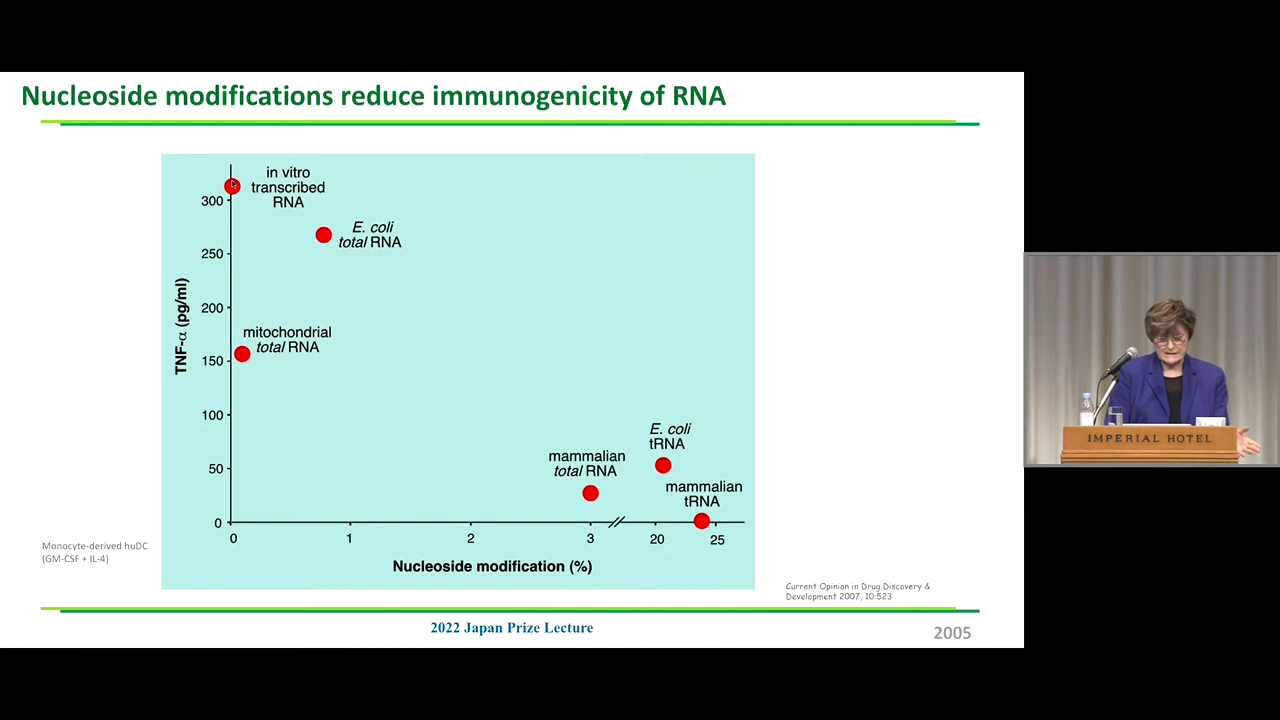 Nucleoside modifications reduce immunogenicity of RNA
in vitro
transcribed
RNA
E. coli
total RNA
mitochondrial
total RNA
mammalian
total RNA
E. coli
tRNA
mammalian
tRNA
TNF-α (pg/ml)
300
250
200
150
100
50
0
0 1 2 3 20 25
Nucleoside modification (%)
Monocyte-derived huDC
(GM-CSF + IL-4)
Current Opinion in Drug Discovery &
Development 2007, 10:523
2022 Japan Prize Lecture
2005
IMPERIAL HOTEL